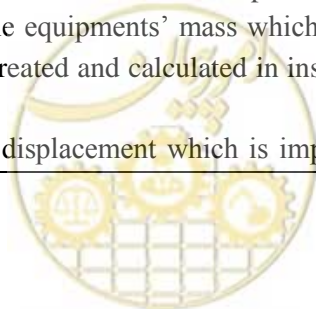 e equipments’ mass which
reated and calculated in ins
displacement which is imp